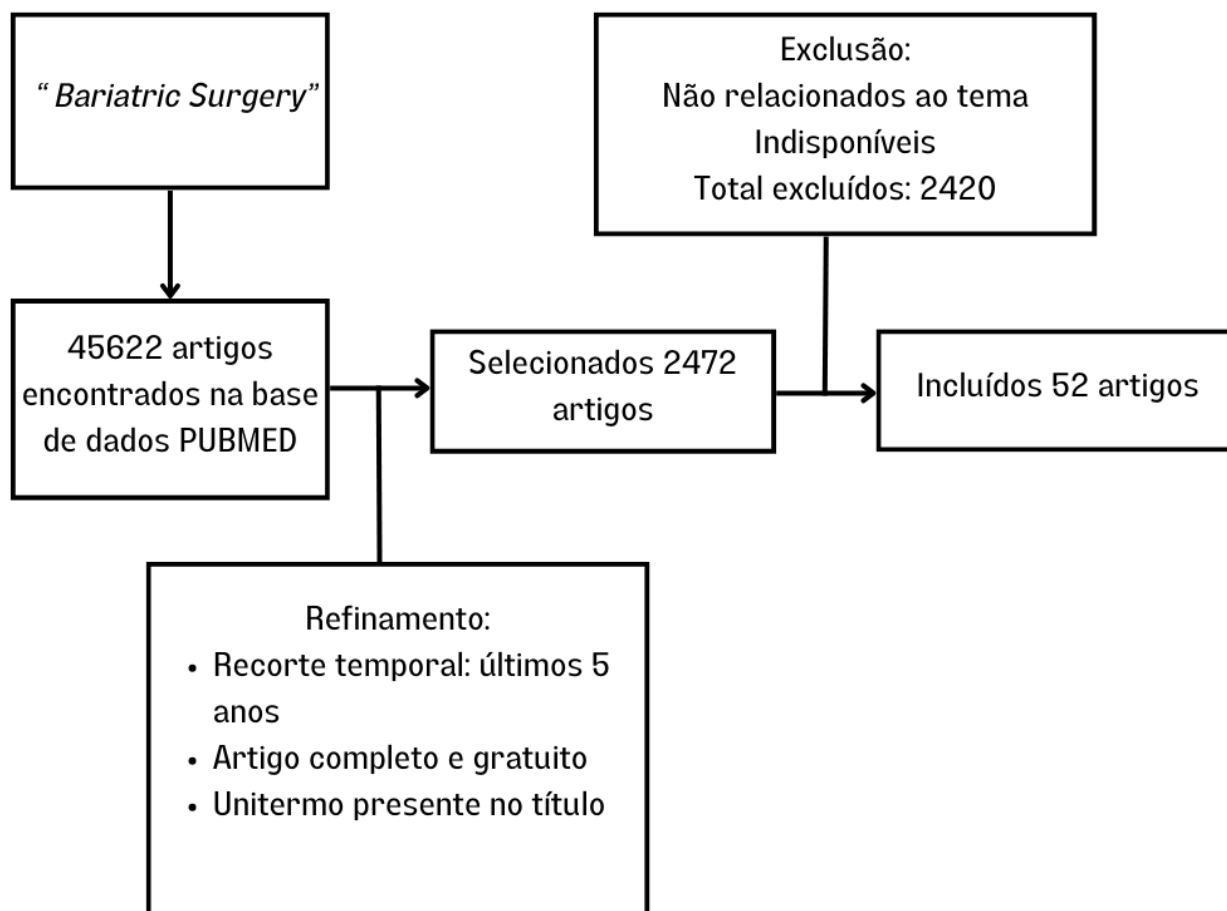 “ Bariatric Surgery”
45622 artigos
encontrados na base
de dados PUBMED
Refinamento:
• Recorte temporal: últimos 5
anos
• Artigo completo e gratuito
• Unitermo presente no título
Selecionados 2472
artigos
Exclusão:
Não relacionados ao tema
Indisponíveis
Total excluídos: 2420
Incluídos 52 artigos